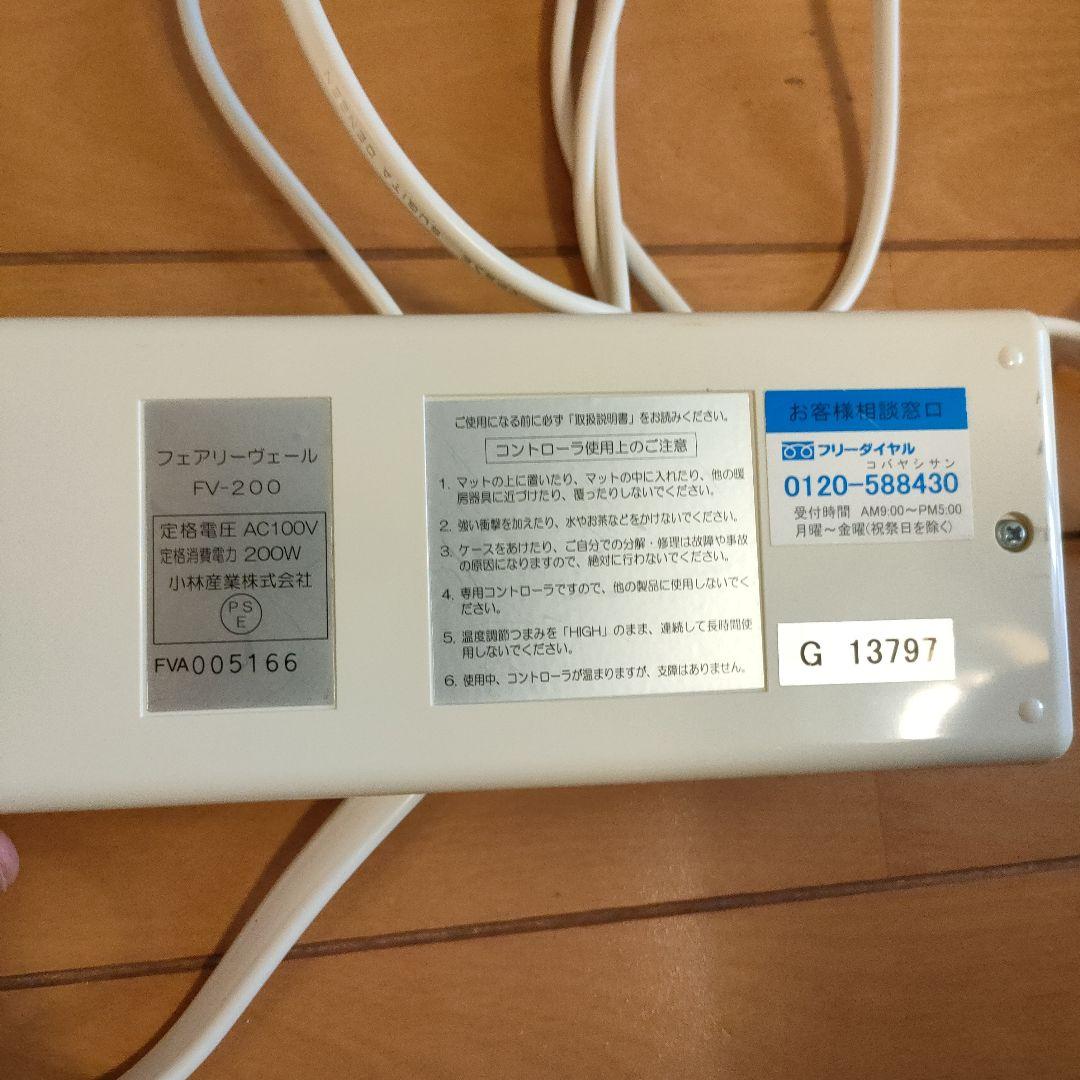 フェアリーヴェール
FV-200
定格電圧 AC100V
定格消費電力 200W
小林産業株式会社
PS
E
FVA005166
ご使用になる前に必ず「取扱説明書」をお読みください。
コントローラ使用上のご注意
1. マットの上に置いたり、マットの中に入れたり、他の暖
房器具に近づけたり、覆ったりしないでください。
2. 強い衝撃を加えたり、水やお茶などをかけないでください。
3. ケースをあけたり、ご自分での分解・修理は故障や事故
の原因になりますので、絶対に行わないでください。
4. 専用コントローラですので、他の製品に使用しないでく
ださい。
5. 温度調節つまみを「HIGH」のまま、連続して長時間使
用しないでください。
6. 使用中、コントローラが温まりますが、支障はありません。
お客様相談窓口
フリーダイヤル
コバヤシサン
0120-588430
受付時間 AM9:00～PM5:00
月曜～金曜(祝祭日を除く)
G 13797